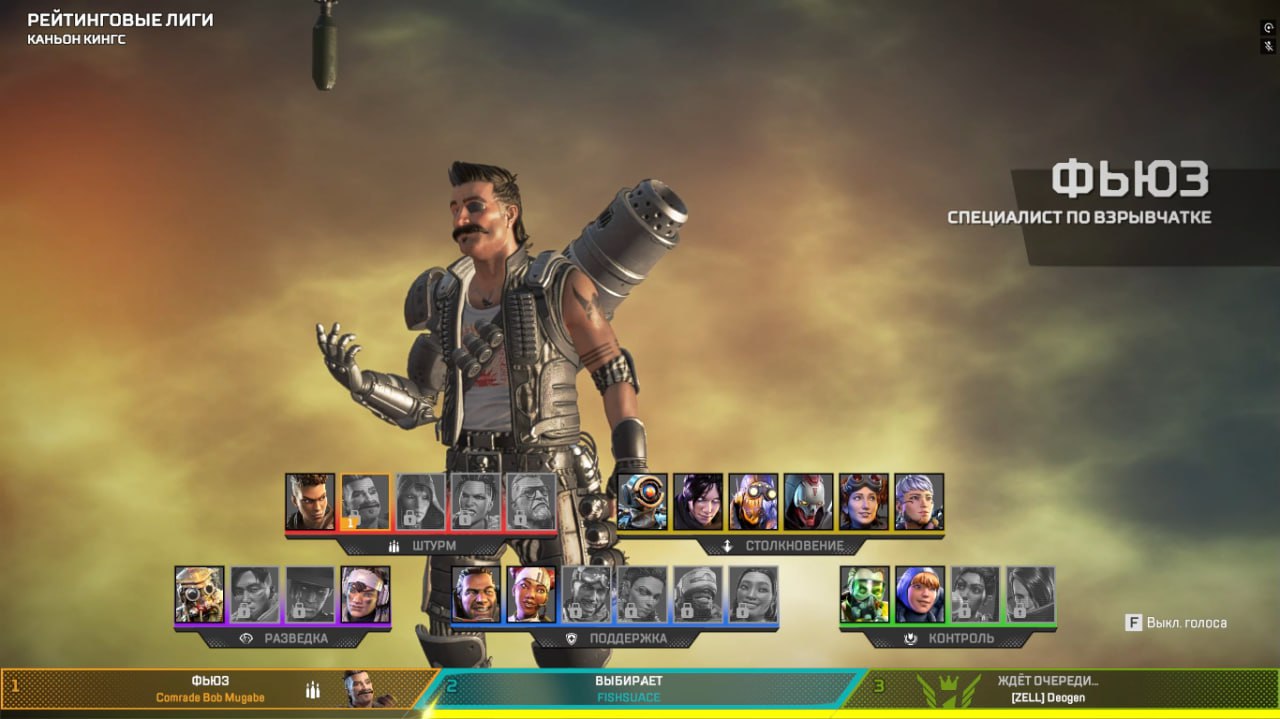 РЕЙТИНГОВЫЕ ЛИГИ
КАНЬОН КИНГС
ФЬЮЗ
СПЕЦИАЛИСТ ПО ВЗРЫВЧАТКЕ
1
ШТУРМ
СТОЛКНОВЕНИЕ
РАЗВЕДКА
ПОДДЕРЖКА
КОНТРОЛЬ
F Выкл. голоса
1
ФЬЮЗ
Comrade Bob Mugabe
2
ВЫБИРАЕТ
FISHSUACE
3
ЖДЁТ ОЧЕРЕДИ...
[ZELL] Deogen